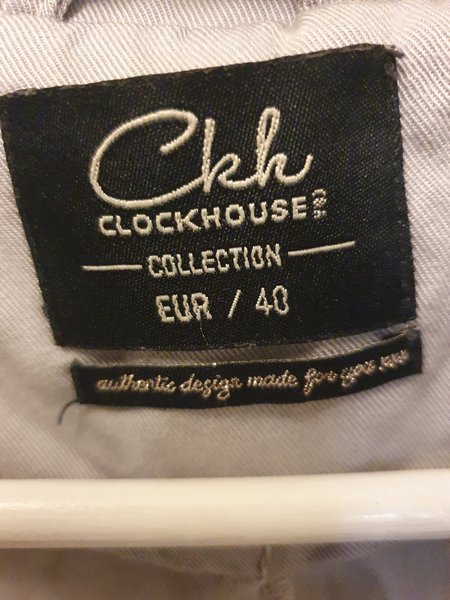 Ckh
CLOCKHOUSE C&A
COLLECTION
EUR / 40
authentic design made for you